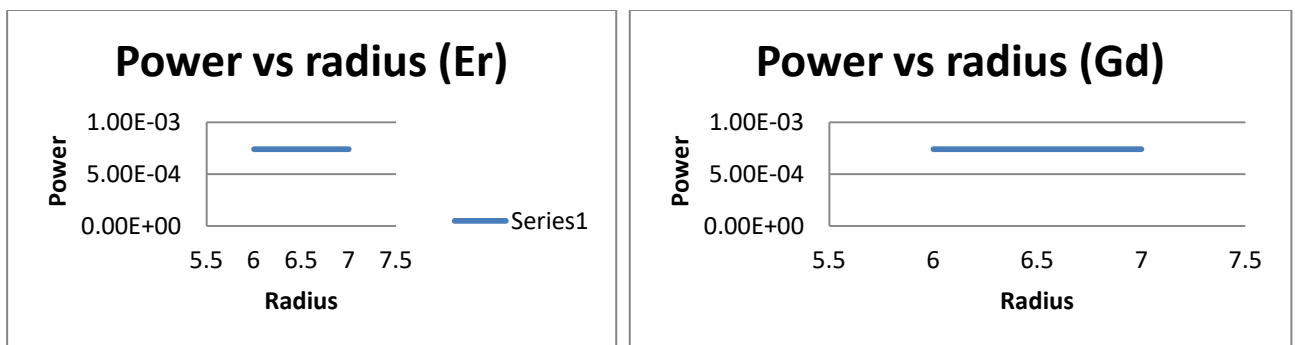 Power vs radius (Er)
Power
1.00E-03
5.00E-04
0.00E+00
5.5 6 6.5 7 7.5
Radius
Series1
Power vs radius (Gd)
Power
1.00E-03
5.00E-04
0.00E+00
5.5 6 6.5 7 7.5
Radius